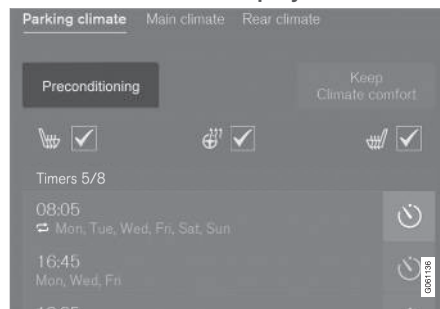 Parking climate Main climate Rear climate
Preconditioning
Keep
Climate comfort
Timers 5/8
08:05
Mon, Tue, Wed, Fri, Sat, Sun
16:45
Mon, Wed, Fri
G061136